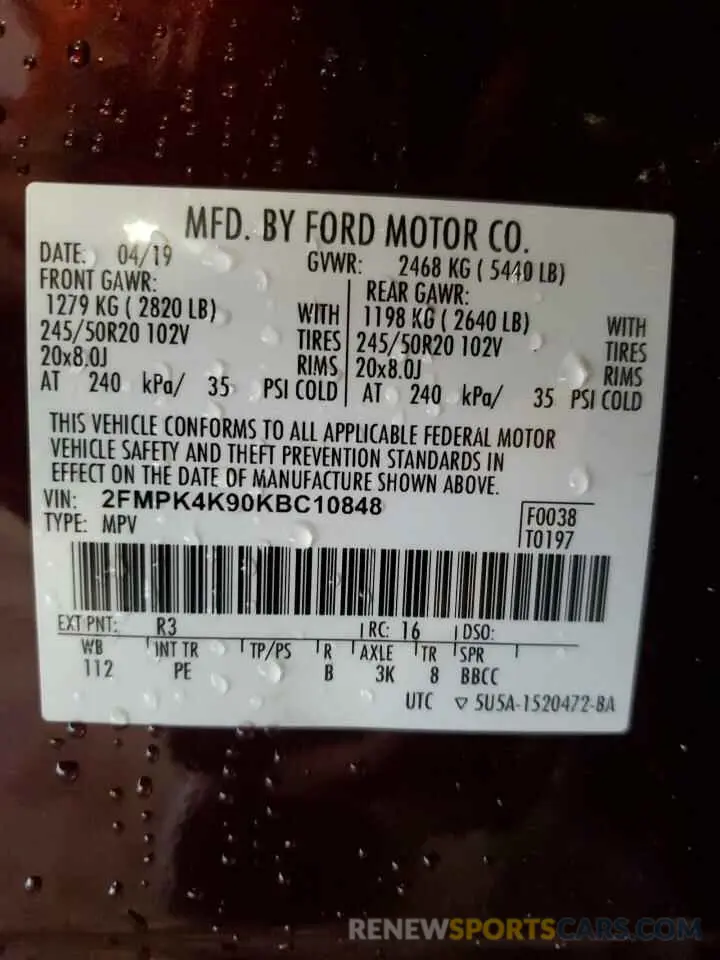 MFD. BY FORD MOTOR CO.
DATE: 04/19 GVWR: 2468 KG ( 5440 LB)
FRONT GAWR: REAR GAWR:
1279 KG ( 2820 LB) WITH 1198 KG ( 2640 LB) WITH
245/50R20 102V TIRES 245/50R20 102V TIRES
20x8.0J RIMS 20x8.0J RIMS
AT 240 kPa/ 35 PSI COLD AT 240 kPa/ 35 PSI COLD
THIS VEHICLE CONFORMS TO ALL APPLICABLE FEDERAL MOTOR
VEHICLE SAFETY AND THEFT PREVENTION STANDARDS IN
EFFECT ON THE DATE OF MANUFACTURE SHOWN ABOVE.
VIN: 2FMPK4K90KBC10848
TYPE: MPV
F0038
T0197
EXT PNT: R3 RC: 16 DSO:
WB INT TR TP/PS R AXLE TR SPR
112 PE B 3K 8 BBCC
UTC ▽ 5U5A-1520472-BA
RENEWSPORTSCARS.COM